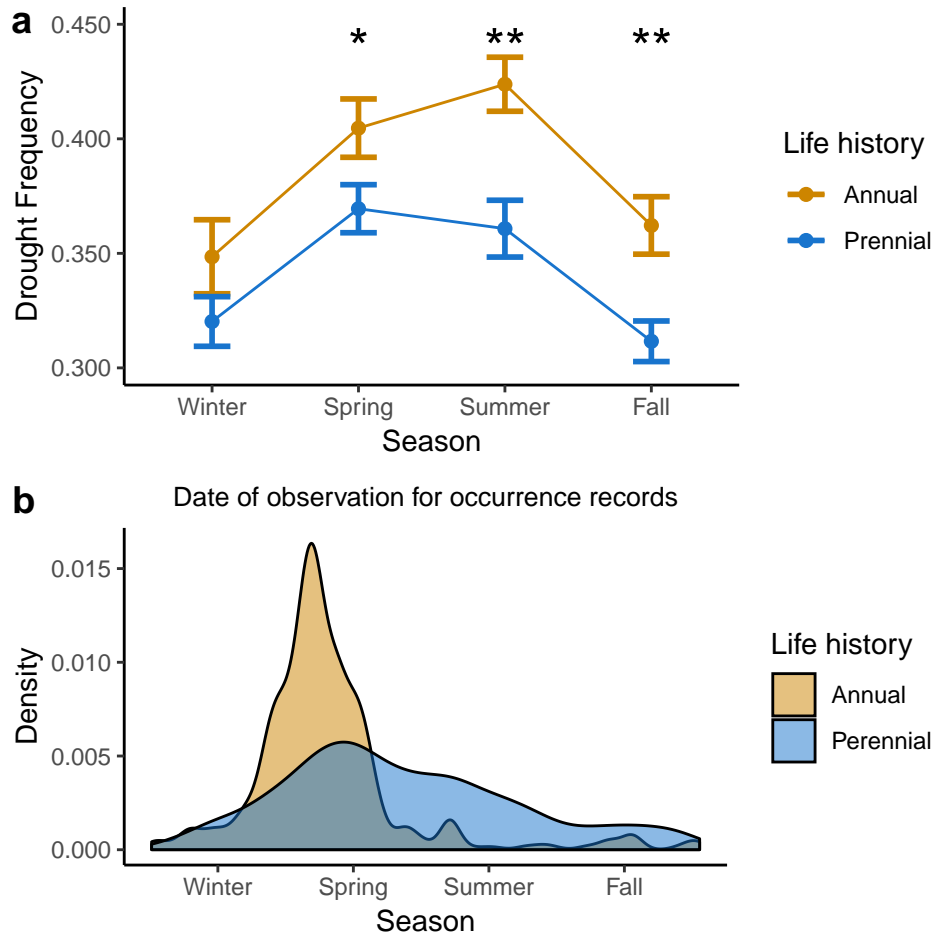 a
0.450
0.400
0.350
0.300
Drought Frequency
* ** **
Winter Spring Summer Fall
Season
Life history
Annual
Prennial
b
Date of observation for occurrence records
0.015
0.010
0.005
0.000
Density
Winter Spring Summer Fall
Season
Life history
Annual
Perennial